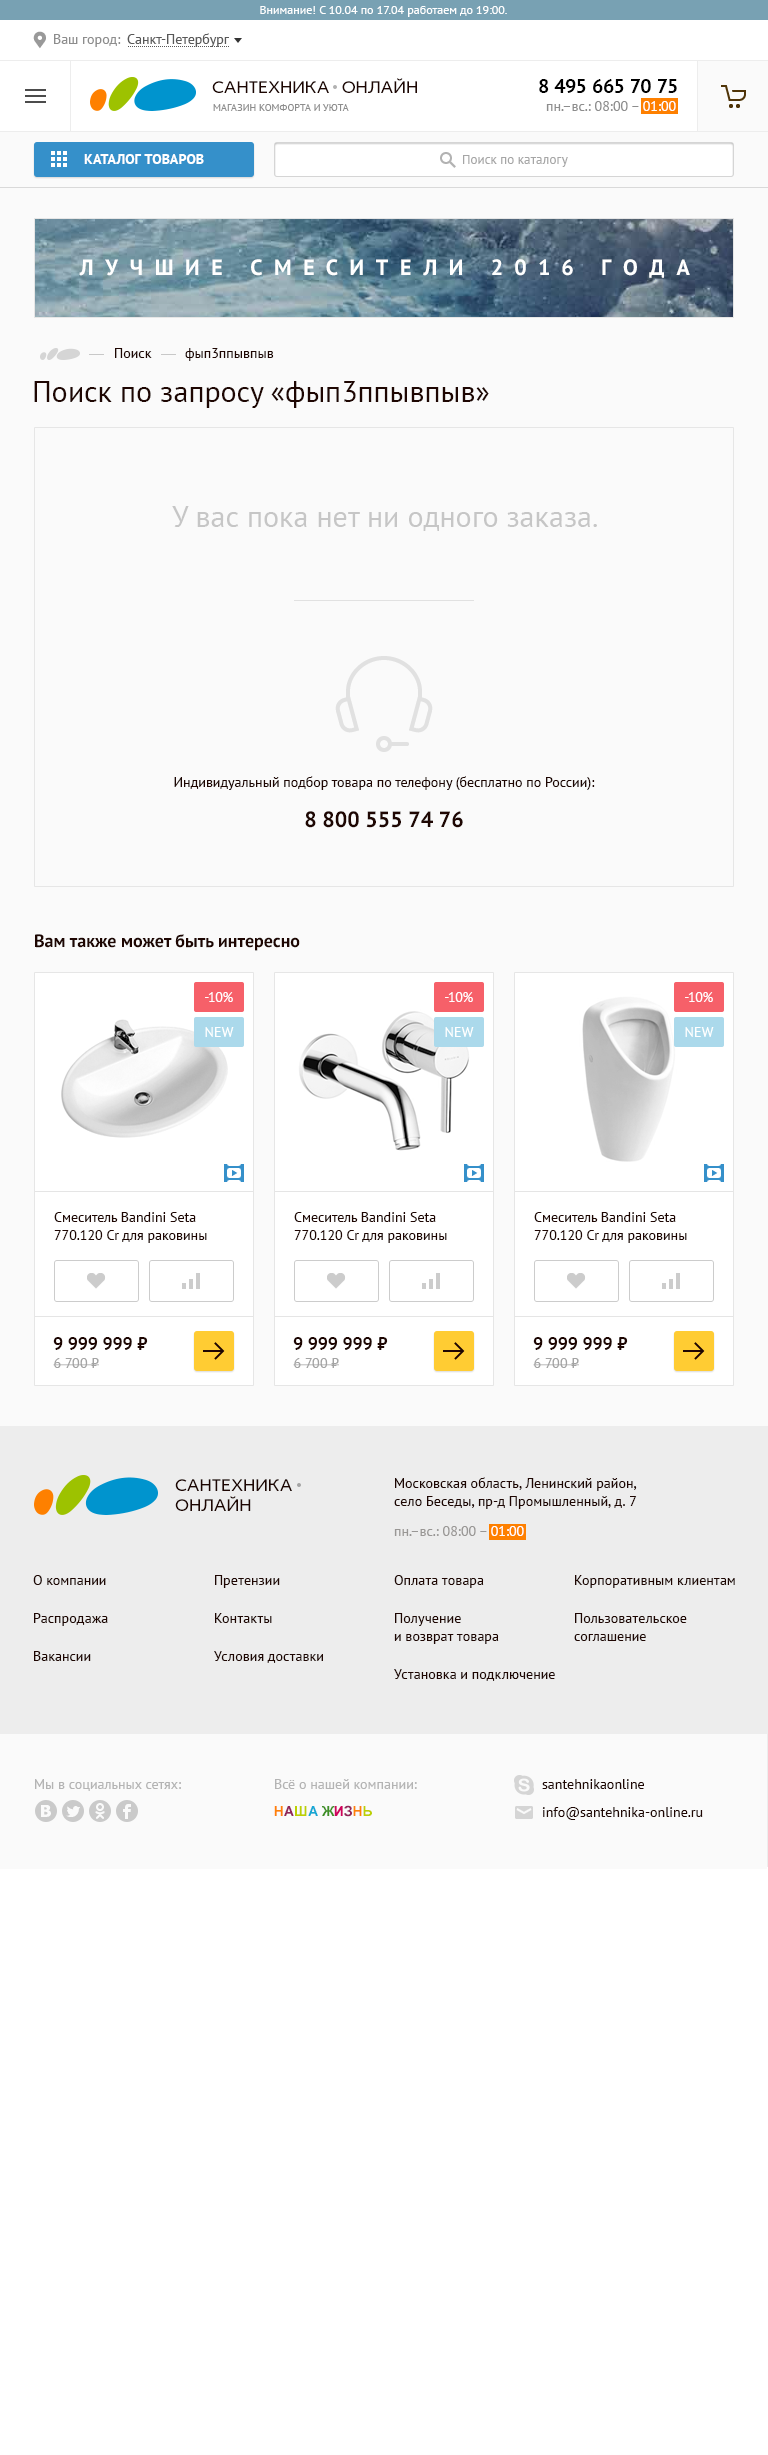 Внимание! С 10.04 по 17.04 работаем до 19:00.
Ваш город: Санкт-Петербург
САНТЕХНИКА • ОНЛАЙН
МАГАЗИН КОМФОРТА И УЮТА
8 495 665 70 75
пн.–вс.: 08:00 – 01:00
КАТАЛОГ ТОВАРОВ
Поиск по каталогу
ЛУЧШИЕ СМЕСИТЕЛИ 2016 ГОДА
— Поиск — фып3ппывпыв
Поиск по запросу «фып3ппывпыв»
У вас пока нет ни одного заказа.
Индивидуальный подбор товара по телефону (бесплатно по России):
8 800 555 74 76
Вам также может быть интересно
-10%
NEW
Смеситель Bandini Seta
770.120 Cr для раковины
9 999 999 ₽
6 700 ₽
-10%
NEW
Смеситель Bandini Seta
770.120 Cr для раковины
9 999 999 ₽
6 700 ₽
-10%
NEW
Смеситель Bandini Seta
770.120 Cr для раковины
9 999 999 ₽
6 700 ₽
САНТЕХНИКА •
ОНЛАЙН
Московская область, Ленинский район,
село Беседы, пр-д Промышленный, д. 7
пн.–вс.: 08:00 – 01:00
О компании
Распродажа
Вакансии
Претензии
Контакты
Условия доставки
Оплата товара
Получение
и возврат товара
Установка и подключение
Корпоративным клиентам
Пользовательское
соглашение
Мы в социальных сетях:
Всё о нашей компании:
НАША ЖИЗНЬ
santehnikaonline
info@santehnika-online.ru